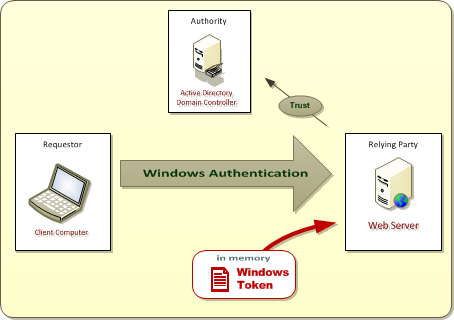 Authority
Active Directory
Domain Controller
Trust
Requestor
Client Computer
Windows Authentication
Relying Party
Web Server
in memory
Windows
Token